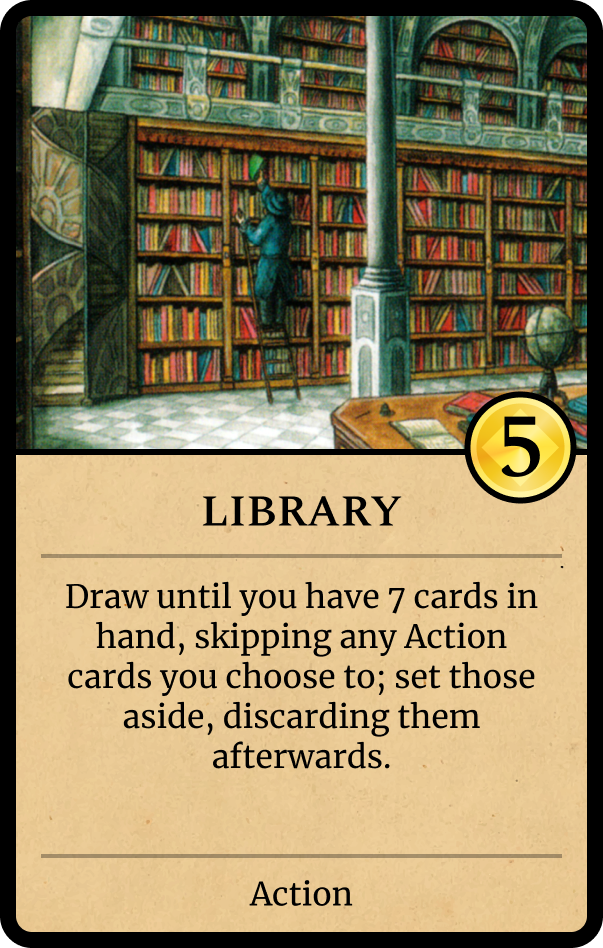 5
LIBRARY
Draw until you have 7 cards in
hand, skipping any Action
cards you choose to; set those
aside, discarding them
afterwards.
Action